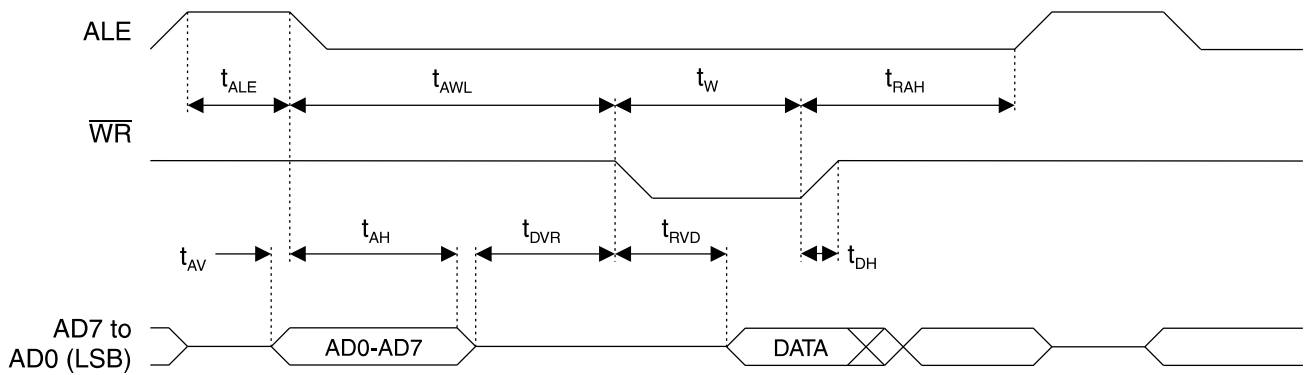 ALE
tALE
tAWL
tW
tRAH
WR
tAV
tAH
tDVR
tRVD
tDH
AD7 to
AD0 (LSB)
AD0-AD7
DATA